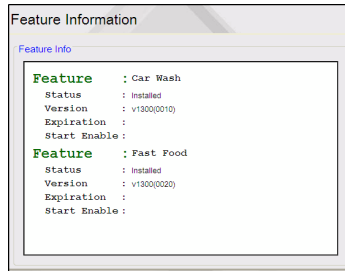 Feature Information
Feature Info
Feature : Car Wash
Status : Installed
Version : v1300(0010)
Expiration :
Start Enable :
Feature : Fast Food
Status : Installed
Version : v1300(0020)
Expiration :
Start Enable :